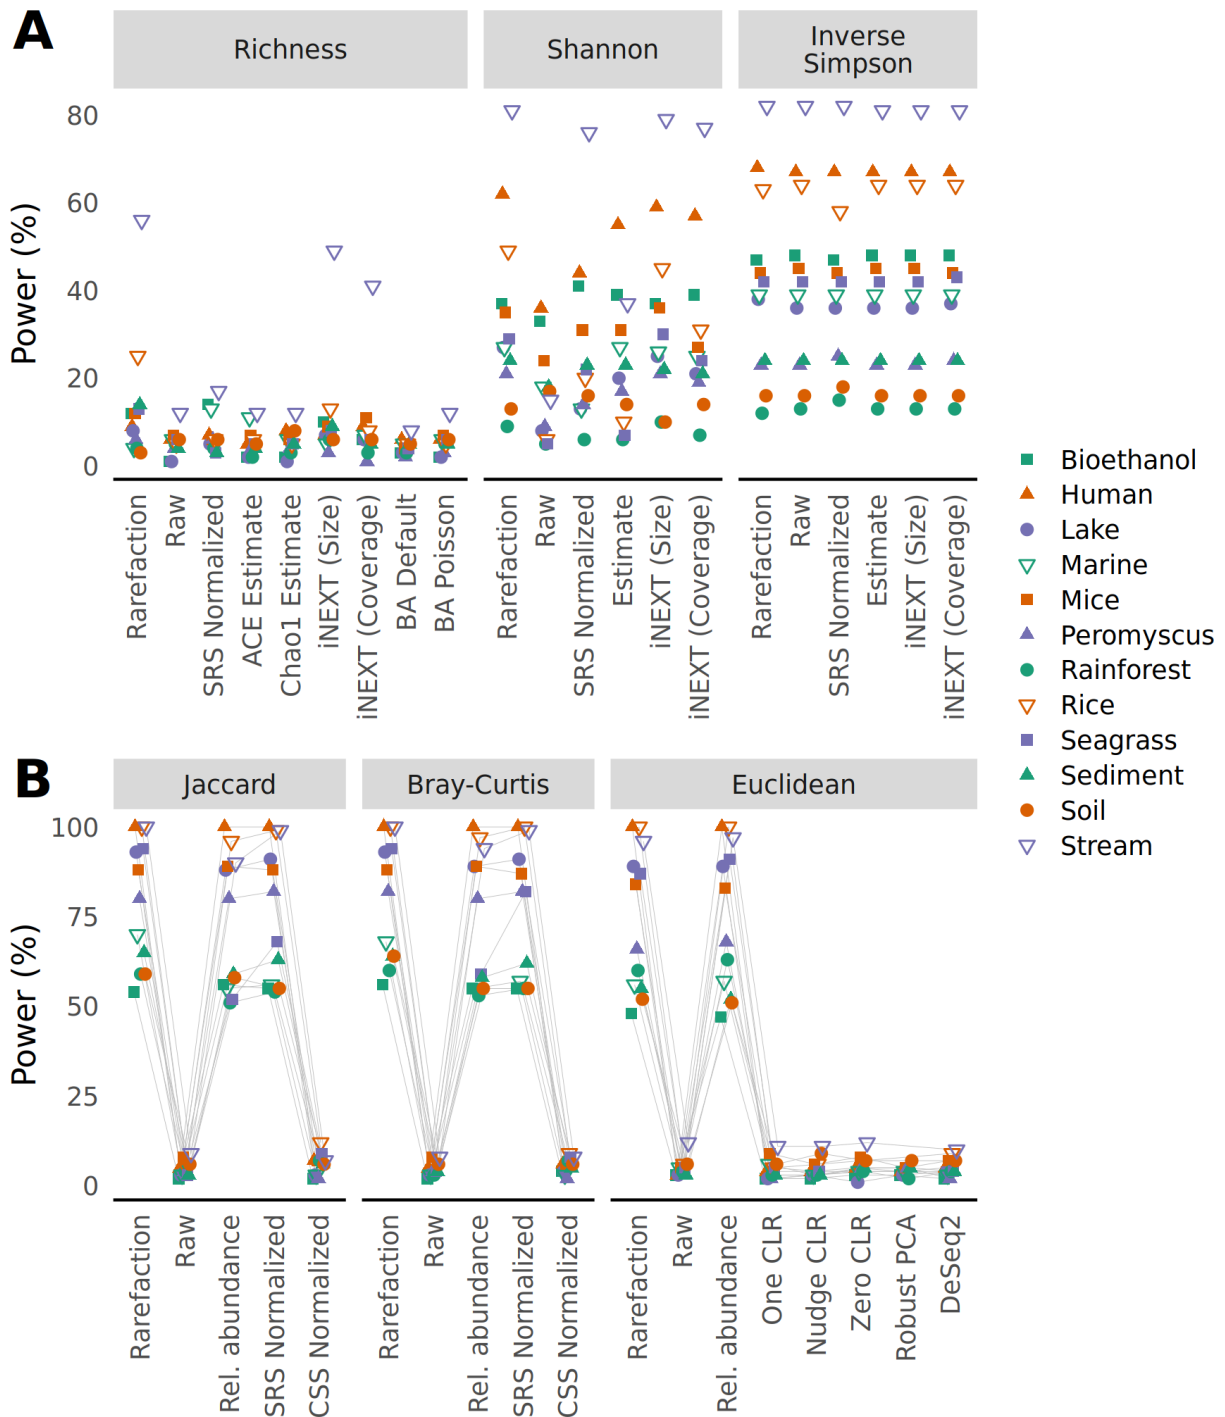 A
Richness
Shannon
Inverse
Simpson
Power (%)
80
60
40
20
0
Rarefaction
Raw
SRS Normalized
ACE Estimate
Chao1 Estimate
iNEXT (Size)
iNEXT (Coverage)
BA Default
BA Poisson
Rarefaction
Raw
SRS Normalized
Estimate
iNEXT (Size)
iNEXT (Coverage)
Rarefaction
Raw
SRS Normalized
Estimate
iNEXT (Size)
iNEXT (Coverage)
Bioethanol
Human
Lake
Marine
Mice
Peromyscus
Rainforest
Rice
Seagrass
Sediment
Soil
Stream
B
Jaccard
Bray-Curtis
Euclidean
Power (%)
100
75
50
25
0
Rarefaction
Raw
Rel. abundance
SRS Normalized
CSS Normalized
Rarefaction
Raw
Rel. abundance
SRS Normalized
CSS Normalized
Rarefaction
Raw
Rel. abundance
One CLR
Nudge CLR
Zero CLR
Robust PCA
DeSeq2